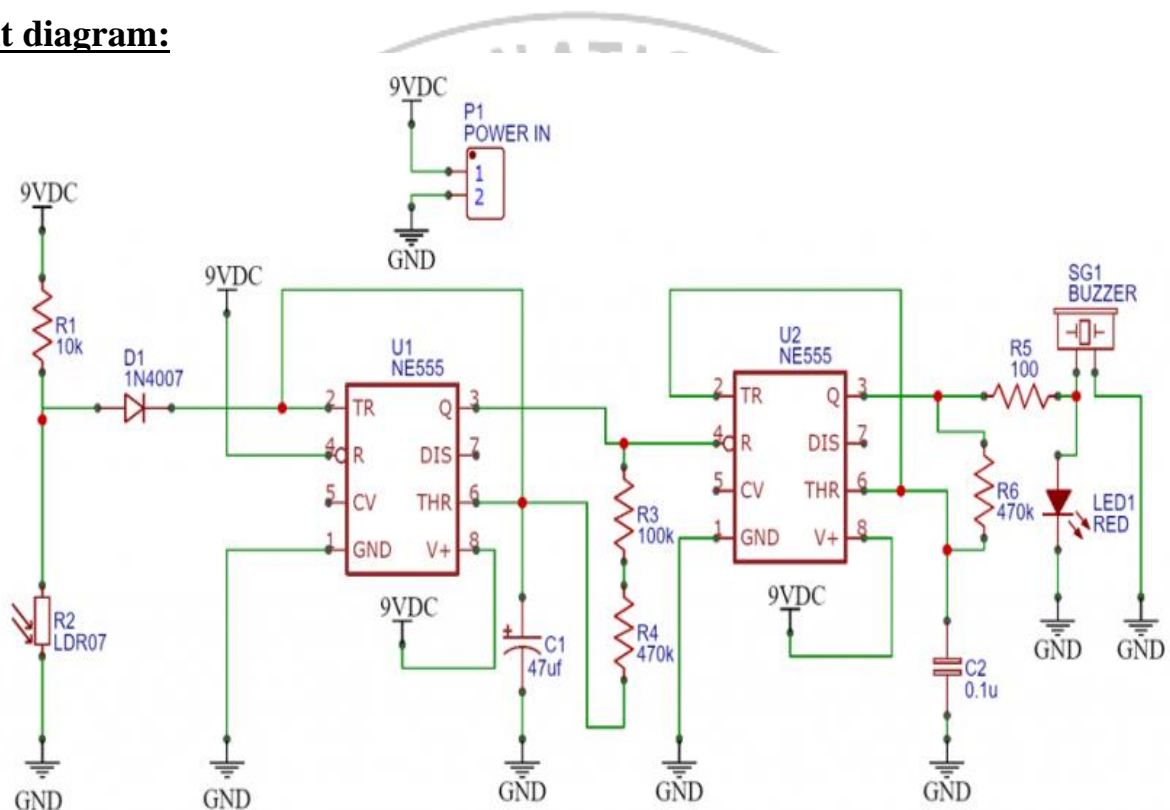 t diagram:
NATIO
9VDC
P1
POWER IN
1
2
GND
9VDC
R1
10k
D1
1N4007
R2
LDR07
GND
9VDC
U1
NE555
2 TR
4 R
5 CV
1 GND
Q 3
DIS 7
THR 6
V+ 8
9VDC
GND
+
C1
47uf
GND
R3
100k
R4
470k
U2
NE555
2 TR
4 R
5 CV
1 GND
Q 3
DIS 7
THR 6
V+ 8
9VDC
GND
R5
100
R6
470k
C2
0.1u
GND
SG1
BUZZER
LED1
RED
GND
GND